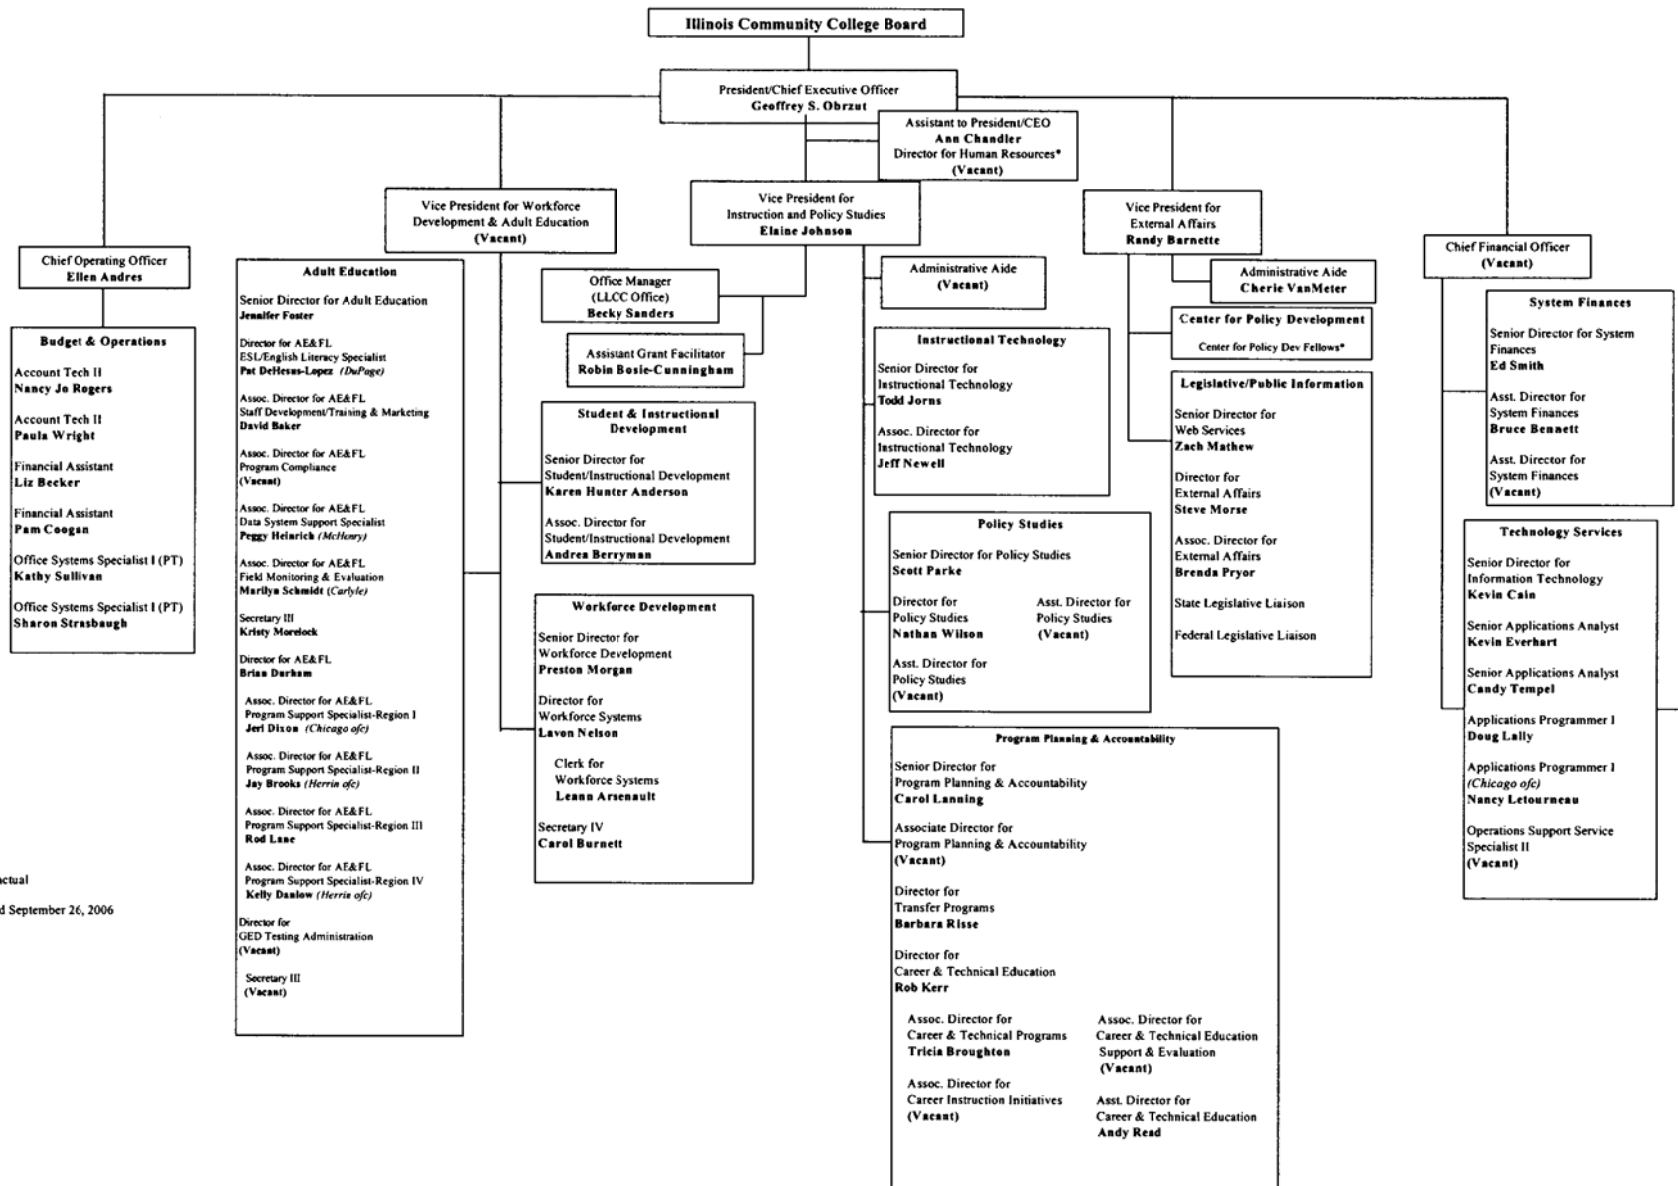 Illinois Community College Board
President/Chief Executive Officer
Geoffrey S. Obrzut
Assistant to President/CEO
Ann Chandler
Director for Human Resources*
(Vacant)
Vice President for Workforce
Development & Adult Education
(Vacant)
Vice President for
Instruction and Policy Studies
Elaine Johnson
Vice President for
External Affairs
Randy Barnette
Chief Operating Officer
Ellen Andres
Chief Financial Officer
(Vacant)
Budget & Operations
Account Tech II
Nancy Jo Rogers
Account Tech II
Paula Wright
Financial Assistant
Liz Becker
Financial Assistant
Pam Coogan
Office Systems Specialist I (PT)
Kathy Sullivan
Office Systems Specialist I (PT)
Sharon Strasbaugh
Adult Education
Senior Director for Adult Education
Jennifer Foster
Director for AE&FL
ESL/English Literacy Specialist
Pat DeHesus-Lopez (DuPage)
Assoc. Director for AE&FL
Staff Development/Training & Marketing
David Baker
Assoc. Director for AE&FL
Program Compliance
(Vacant)
Assoc. Director for AE&FL
Data System Support Specialist
Peggy Heinrich (McHenry)
Assoc. Director for AE&FL
Field Monitoring & Evaluation
Marilyn Schmidt (Carlyle)
Secretary III
Kristy Morelock
Director for AE&FL
Brian Durham
Assoc. Director for AE&FL
Program Support Specialist-Region I
Jeri Dixon (Chicago ofc)
Assoc. Director for AE&FL
Program Support Specialist-Region II
Jay Brooks (Herrin ofc)
Assoc. Director for AE&FL
Program Support Specialist-Region III
Rod Lane
Assoc. Director for AE&FL
Program Support Specialist-Region IV
Kelly Danlow (Herrin ofc)
Director for
GED Testing Administration
(Vacant)
Secretary III
(Vacant)
Office Manager
(LLCC Office)
Becky Sanders
Assistant Grant Facilitator
Robin Bosie-Cunningham
Student & Instructional
Development
Senior Director for
Student/Instructional Development
Karen Hunter Anderson
Assoc. Director for
Student/Instructional Development
Andrea Berryman
Workforce Development
Senior Director for
Workforce Development
Preston Morgan
Director for
Workforce Systems
Lavon Nelson
Clerk for
Workforce Systems
Leann Arsenault
Secretary IV
Carol Burnett
Administrative Aide
(Vacant)
Instructional Technology
Senior Director for
Instructional Technology
Todd Jorns
Assoc. Director for
Instructional Technology
Jeff Newell
Policy Studies
Senior Director for Policy Studies
Scott Parke
Director for
Policy Studies
Nathan Wilson
Asst. Director for
Policy Studies
(Vacant)
Asst. Director for
Policy Studies
(Vacant)
Program Planning & Accountability
Senior Director for
Program Planning & Accountability
Carol Lanning
Associate Director for
Program Planning & Accountability
(Vacant)
Director for
Transfer Programs
Barbara Risse
Director for
Career & Technical Education
Rob Kerr
Assoc. Director for
Career & Technical Programs
Tricia Broughton
Assoc. Director for
Career & Technical Education
Support & Evaluation
(Vacant)
Assoc. Director for
Career Instruction Initiatives
(Vacant)
Asst. Director for
Career & Technical Education
Andy Read
Administrative Aide
Cherie VanMeter
Center for Policy Development
Center for Policy Dev Fellows*
Legislative/Public Information
Senior Director for
Web Services
Zach Mathew
Director for
External Affairs
Steve Morse
Assoc. Director for
External Affairs
Brenda Pryor
State Legislative Liaison
Federal Legislative Liaison
System Finances
Senior Director for System
Finances
Ed Smith
Asst. Director for
System Finances
Bruce Bennett
Asst. Director for
System Finances
(Vacant)
Technology Services
Senior Director for
Information Technology
Kevin Cain
Senior Applications Analyst
Kevin Everhart
Senior Applications Analyst
Candy Tempel
Applications Programmer I
Doug Lally
Applications Programmer I
(Chicago ofc)
Nancy Letourneau
Operations Support Service
Specialist II
(Vacant)
actual
d September 26, 2006